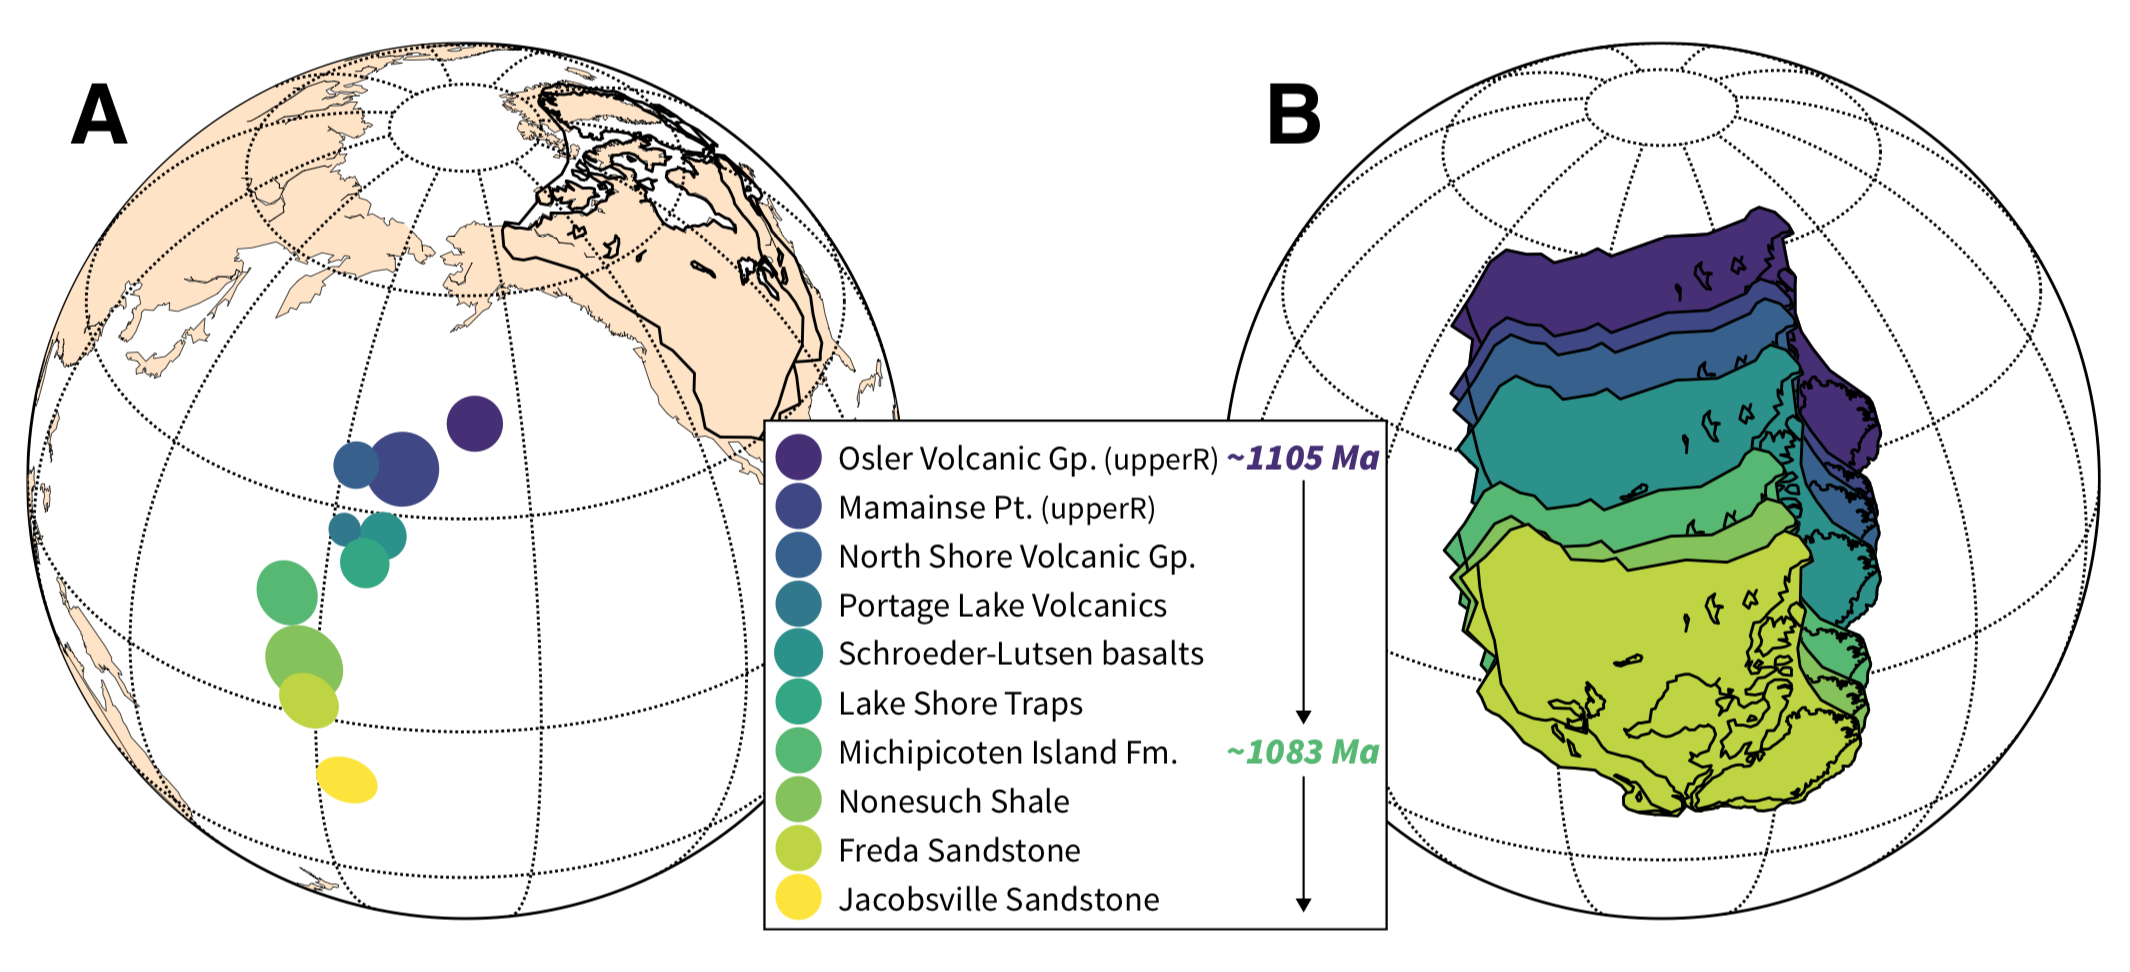 A
B
Osler Volcanic Gp. (upperR) ~1105 Ma
Mamainse Pt. (upperR)
North Shore Volcanic Gp.
Portage Lake Volcanics
Schroeder-Lutsen basalts
Lake Shore Traps
Michipicoten Island Fm. ~1083 Ma
Nonesuch Shale
Freda Sandstone
Jacobsville Sandstone